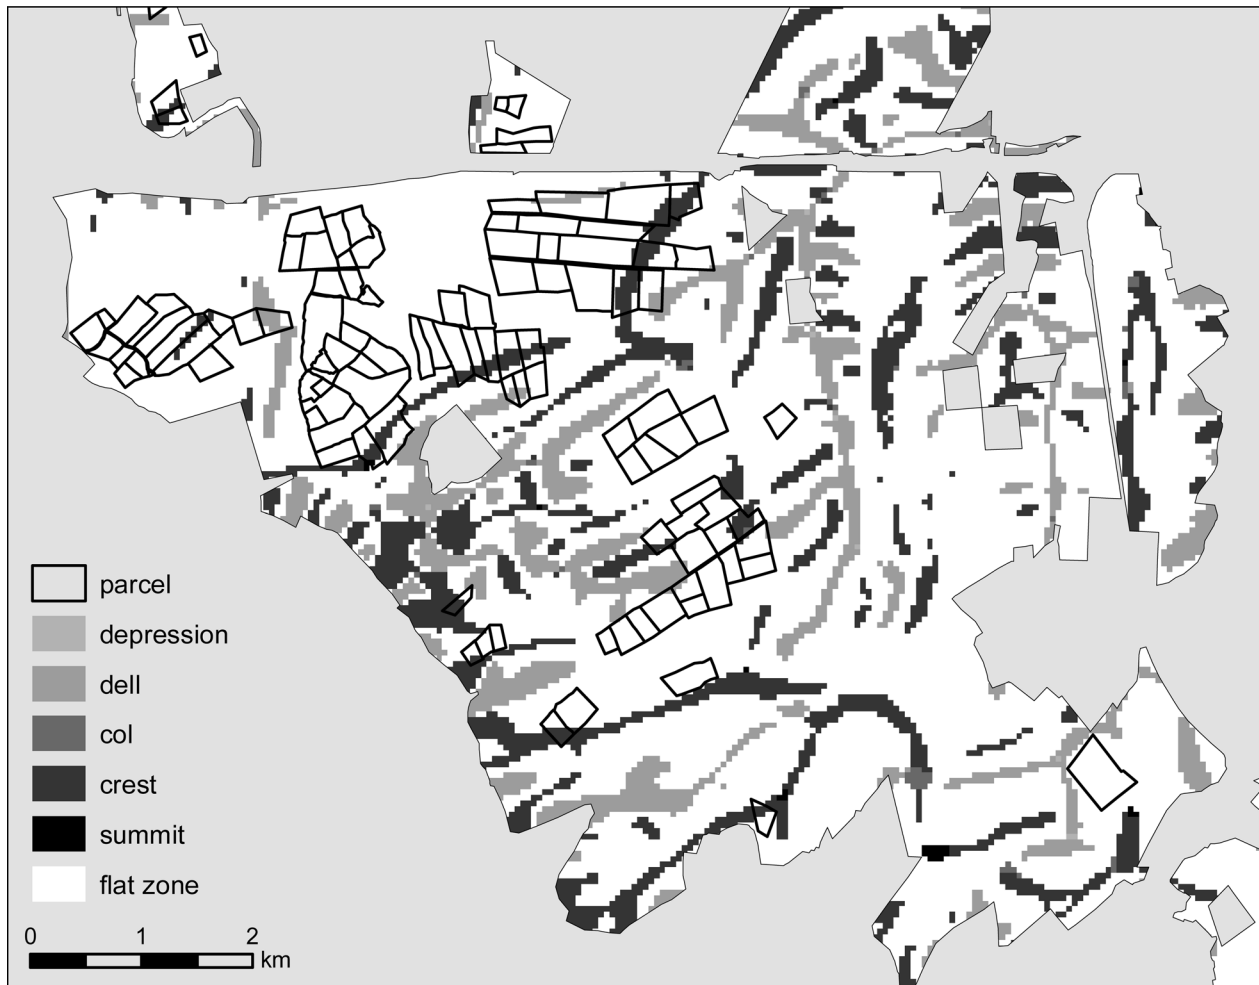 parcel
depression
dell
col
crest
summit
flat zone
0 1 2
km